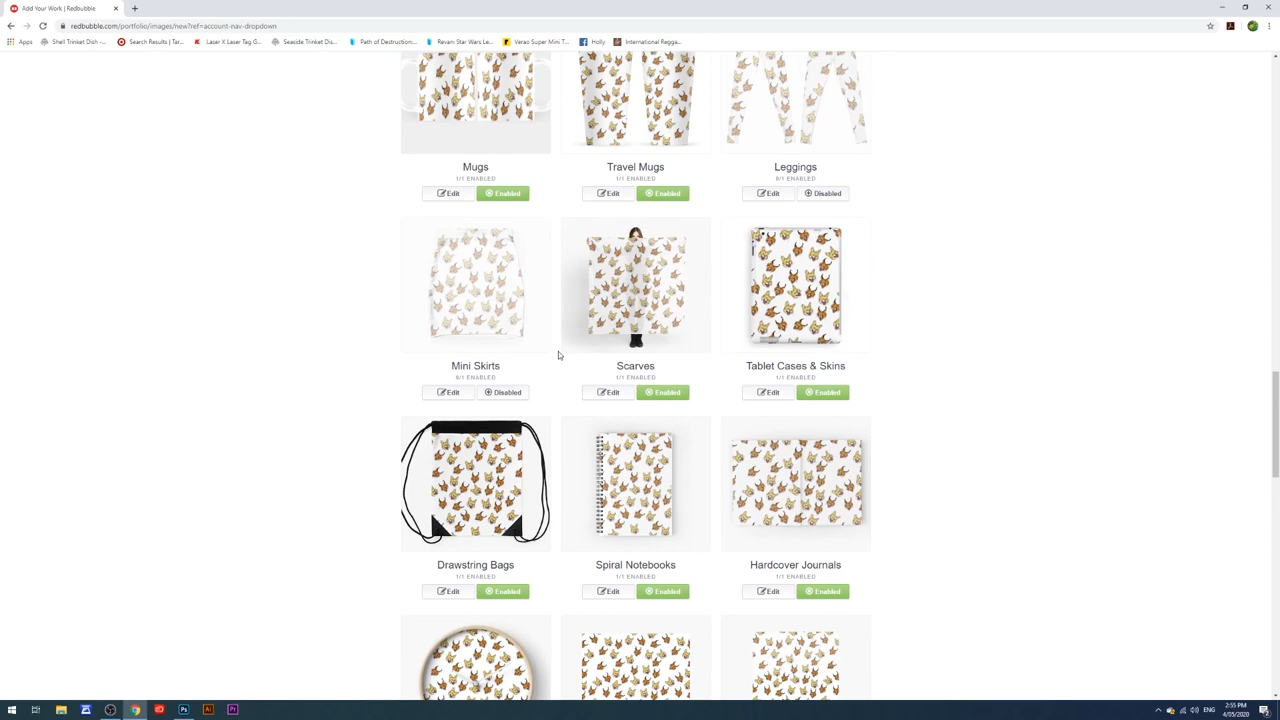 Add Your Work | Redbubble
redbubble.com/portfolio/images/new?ref=account-nav-dropdown
Apps
Shell Trinket Dish -...
Search Results | Tar...
Laser X Laser Tag G...
Seaside Trinket Dis...
Path of Destruction:...
Revan: Star Wars Le...
Verao Super Mini T...
Holly
International Regga...
Mugs
1/1 ENABLED
Edit
Enabled
Travel Mugs
1/1 ENABLED
Edit
Enabled
Leggings
0/1 ENABLED
Edit
Disabled
Mini Skirts
0/1 ENABLED
Edit
Disabled
Scarves
1/1 ENABLED
Edit
Enabled
Tablet Cases & Skins
1/1 ENABLED
Edit
Enabled
Drawstring Bags
1/1 ENABLED
Edit
Enabled
Spiral Notebooks
1/1 ENABLED
Edit
Enabled
Hardcover Journals
1/1 ENABLED
Edit
Enabled
ENG
2:55 PM
4/05/2020